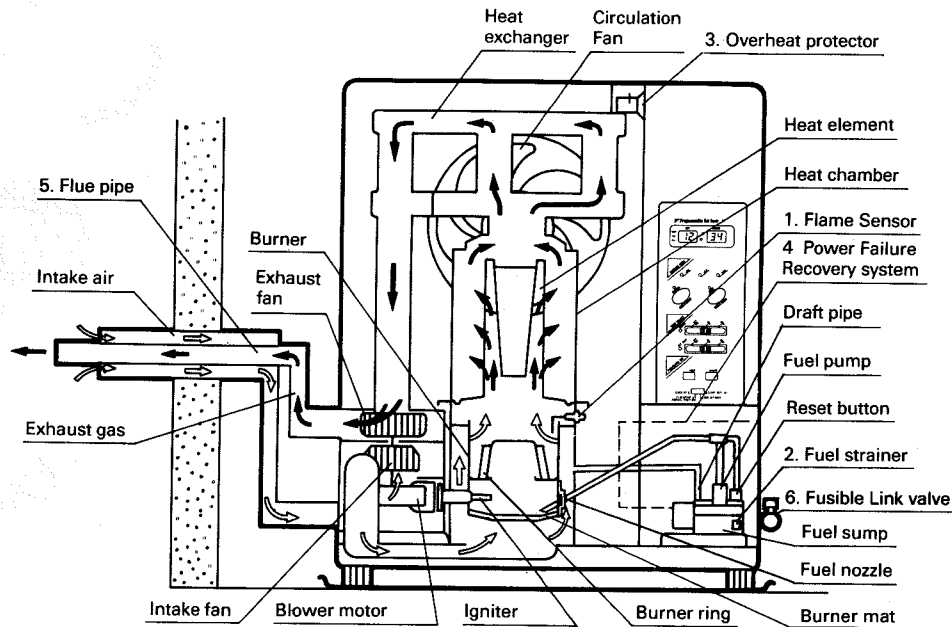 Heat
exchanger
Circulation
Fan
3. Overheat protector
Heat element
Heat chamber
1. Flame Sensor
4 Power Failure
Recovery system
Draft pipe
Fuel pump
Reset button
2. Fuel strainer
6. Fusible Link valve
Fuel sump
Fuel nozzle
Burner mat
5. Flue pipe
Burner
Intake air
Exhaust
fan
Exhaust gas
Intake fan
Blower motor
Igniter
Burner ring